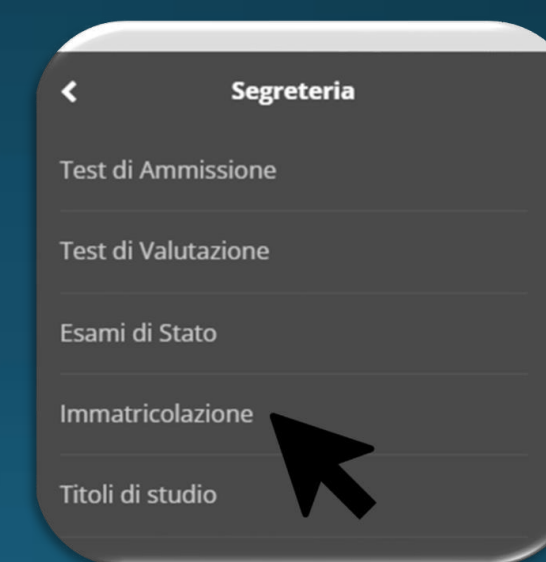 Segreteria
Test di Ammissione
Test di Valutazione
Esami di Stato
Immatricolazione
Titoli di studio